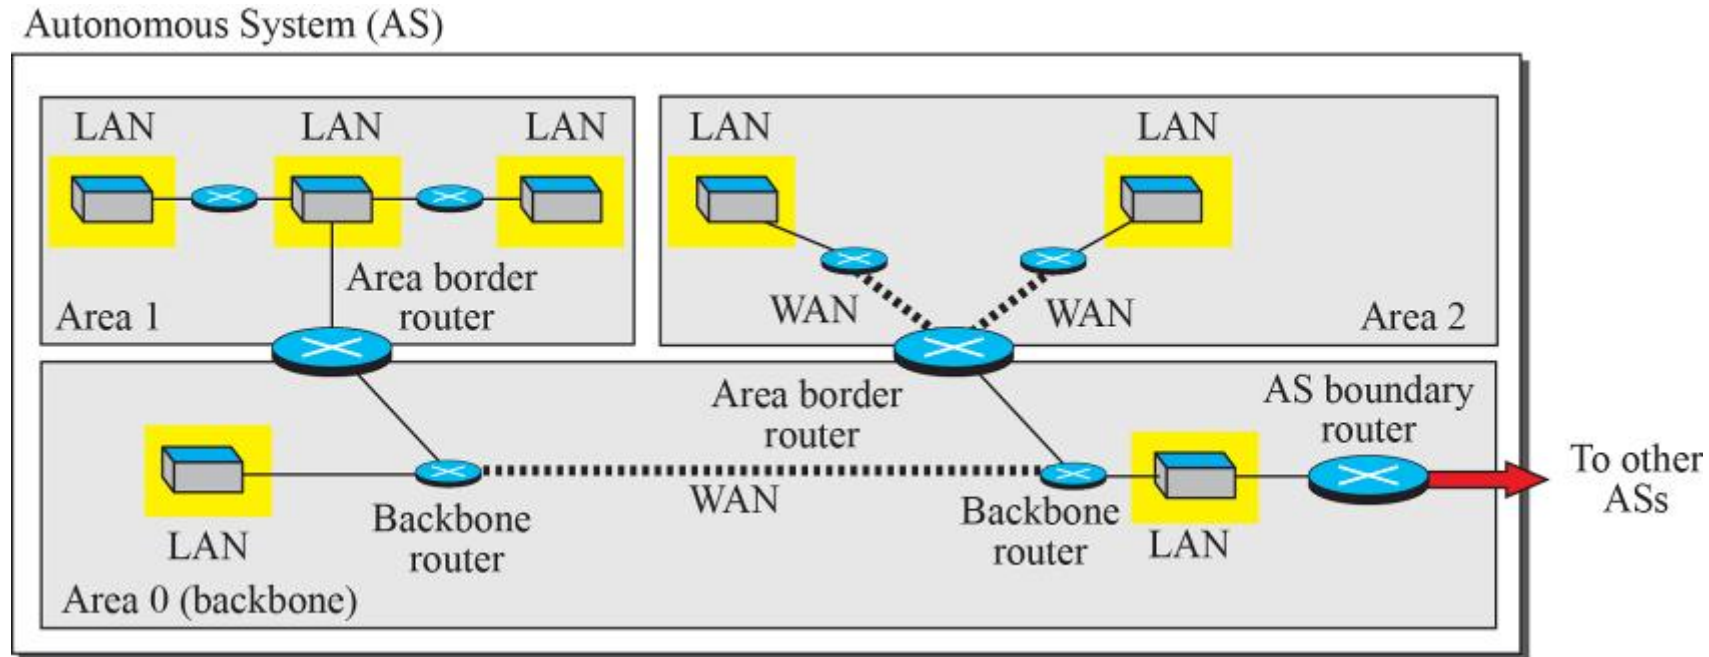 Autonomous System (AS)
LAN
LAN
LAN
Area border
router
Area 1
LAN
LAN
WAN
WAN
Area 2
Area border
router
AS boundary
router
LAN
Backbone
router
WAN
Backbone
router
LAN
Area 0 (backbone)
To other
ASs